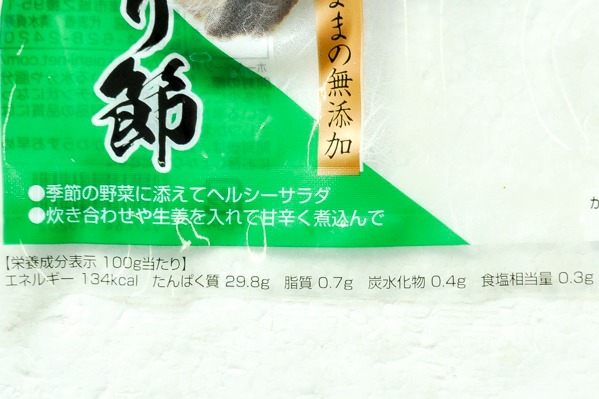 り節
ままの無添加
●季節の野菜に添えてヘルシーサラダ
●炊き合わせや生姜を入れて甘辛く煮込んで
【栄養成分表示 100g当たり】
エネルギー 134kcal たんぱく質 29.8g 脂質 0.7g 炭水化物 0.4g 食塩相当量 0.3g